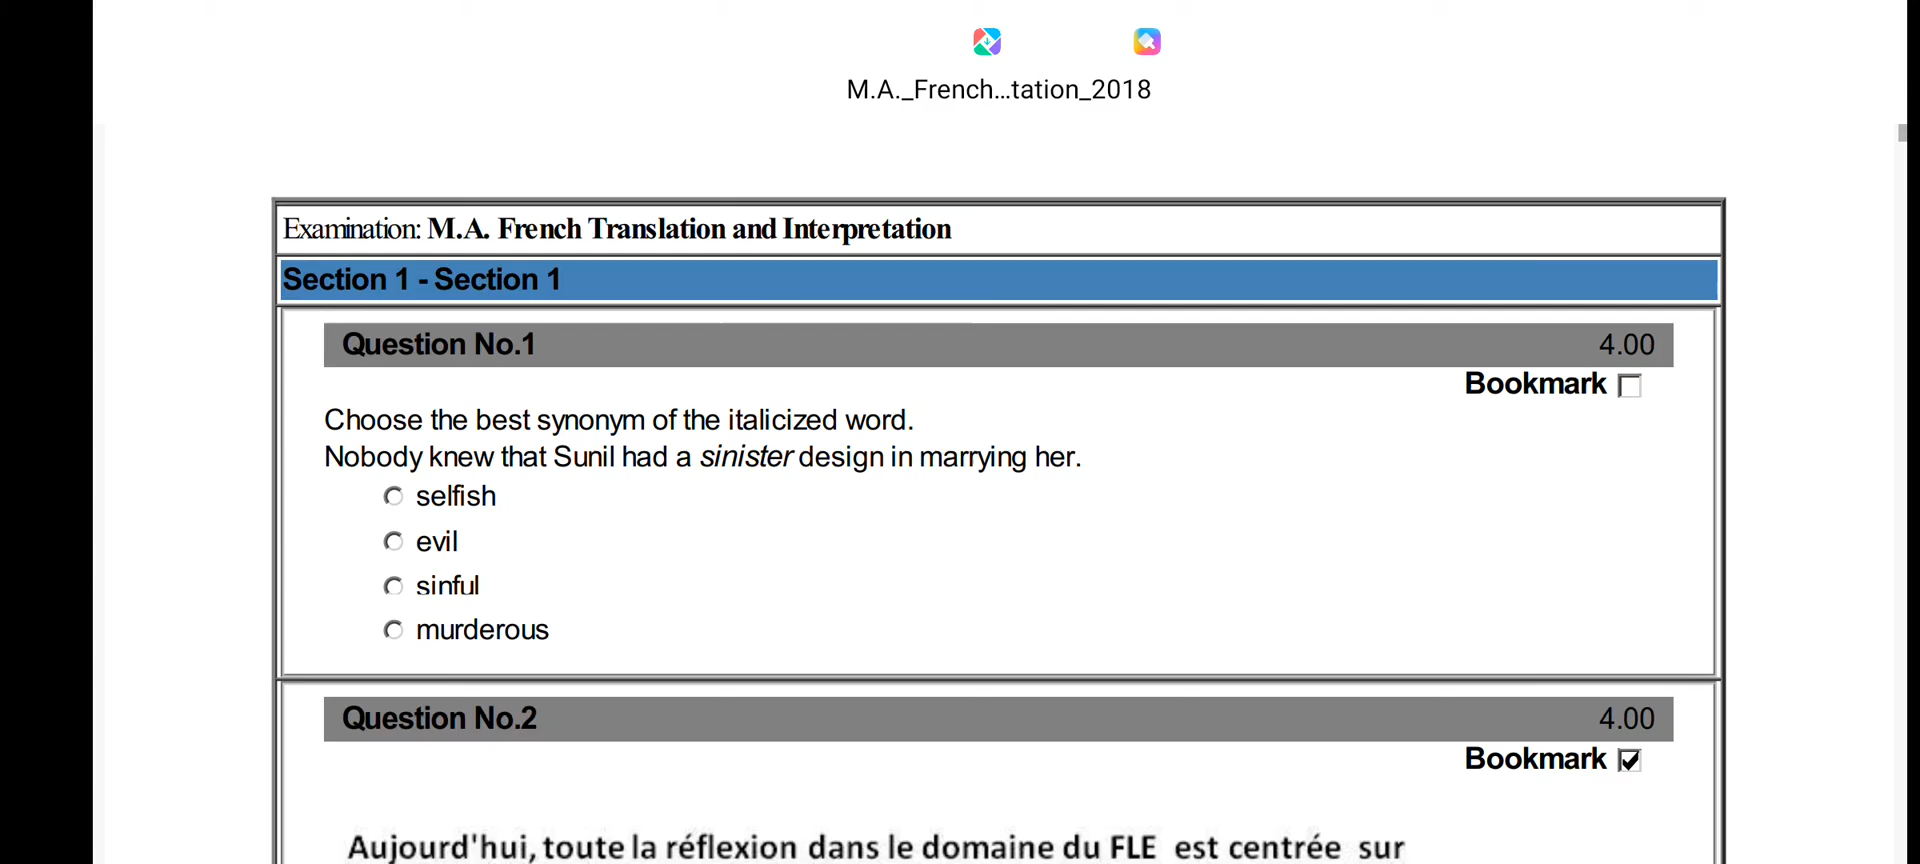 M.A._French...tation_2018
Examination: M.A. French Translation and Interpretation
Section 1 - Section 1
Question No.1 4.00
Bookmark
Choose the best synonym of the italicized word.
Nobody knew that Sunil had a sinister design in marrying her.
selfish
evil
sinful
murderous
Question No.2 4.00
Bookmark
Aujourd'hui, toute la réflexion dans le domaine du FLE est centrée sur